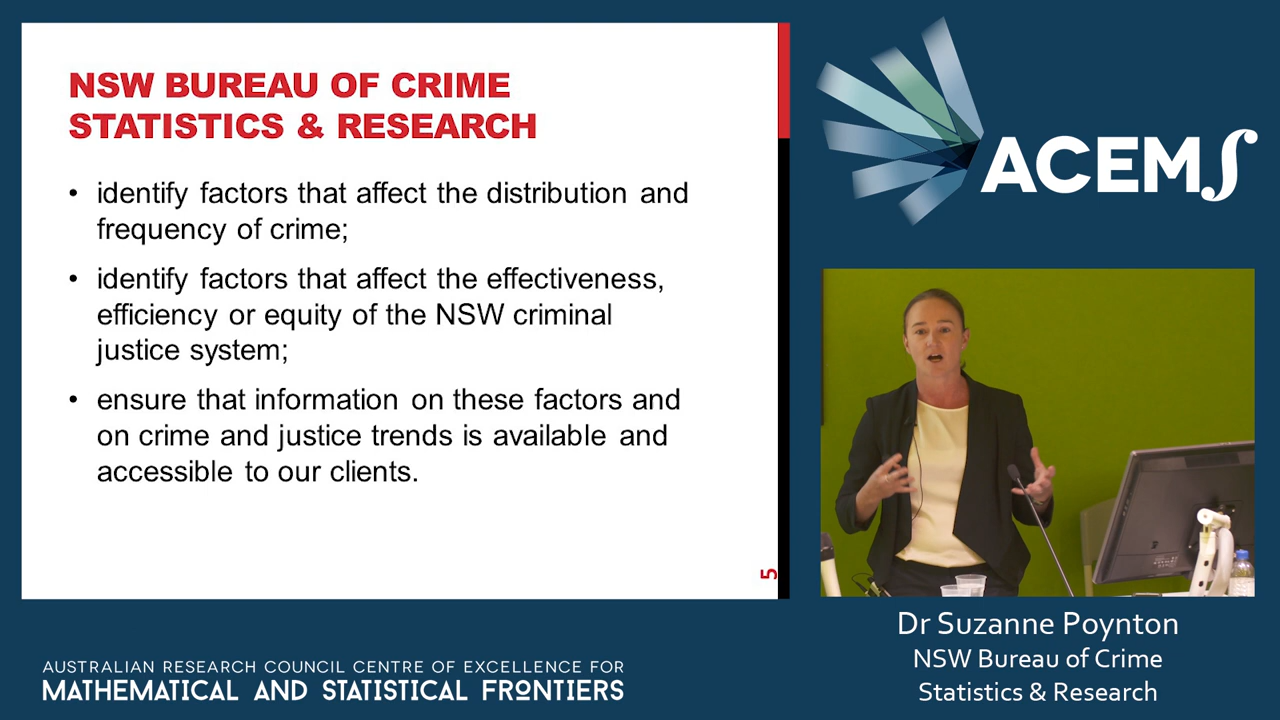 NSW BUREAU OF CRIME
STATISTICS & RESEARCH
• identify factors that affect the distribution and
frequency of crime;
• identify factors that affect the effectiveness,
efficiency or equity of the NSW criminal
justice system;
• ensure that information on these factors and
on crime and justice trends is available and
accessible to our clients.
5
ACEMS
Dr Suzanne Poynton
NSW Bureau of Crime
Statistics & Research
AUSTRALIAN RESEARCH COUNCIL CENTRE OF EXCELLENCE FOR
MATHEMATICAL AND STATISTICAL FRONTIERS